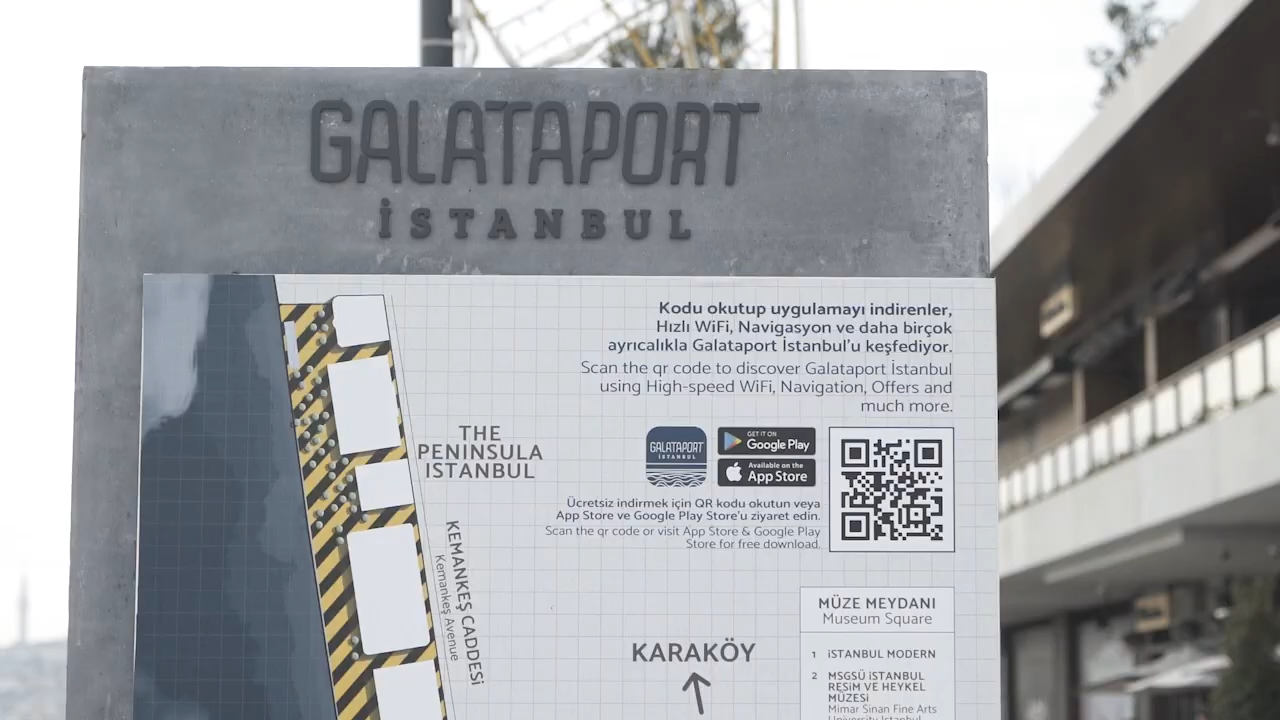 GALATAPORT
İSTANBUL
Kodu okutup uygulamayı indirenler,
Hızlı WiFi, Navigasyon ve daha birçok
ayrıcalıkla Galataport İstanbul'u keşfediyor.
Scan the qr code to discover Galataport İstanbul
using High-speed WiFi, Navigation, Offers and
much more.
THE
PENINSULA
ISTANBUL
GALATAPORT
İSTANBUL
GET IT ON
Google Play
Available on the
App Store
Ücretsiz indirmek için QR kodu okutun veya
App Store ve Google Play Store'u ziyaret edin.
Scan the qr code or visit App Store & Google Play
Store for free download.
KEMANKEŞ CADDESİ
Kemankeş Avenue
KARAKÖY
MÜZE MEYDANI
Museum Square
1 İSTANBUL MODERN
2 MSGSÜ İSTANBUL
RESİM VE HEYKEL
MÜZESİ
Mimar Sinan Fine Arts
University Istanbul